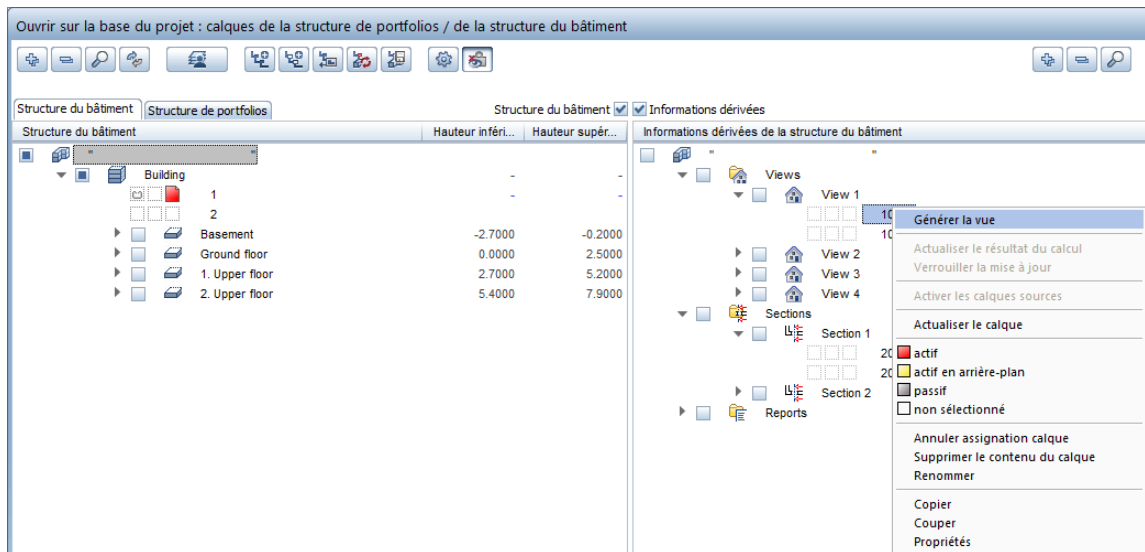 Ouvrir sur la base du projet : calques de la structure de portfolios / de la structure du bâtiment
Structure du bâtiment Structure de portfolios Structure du bâtiment Informations dérivées
Structure du bâtiment Hauteur inféri... Hauteur supér... Informations dérivées de la structure du bâtiment
" " " "
Building - - Views
1 - - View 1
2 10
Basement -2.7000 -0.2000 10
Ground floor 0.0000 2.5000 View 2
1. Upper floor 2.7000 5.2000 View 3
2. Upper floor 5.4000 7.9000 View 4
Sections
Section 1
20
20
Section 2
Reports
Générer la vue
Actualiser le résultat du calcul
Verrouiller la mise à jour
Activer les calques sources
Actualiser le calque
actif
actif en arrière-plan
passif
non sélectionné
Annuler assignation calque
Supprimer le contenu du calque
Renommer
Copier
Couper
Propriétés